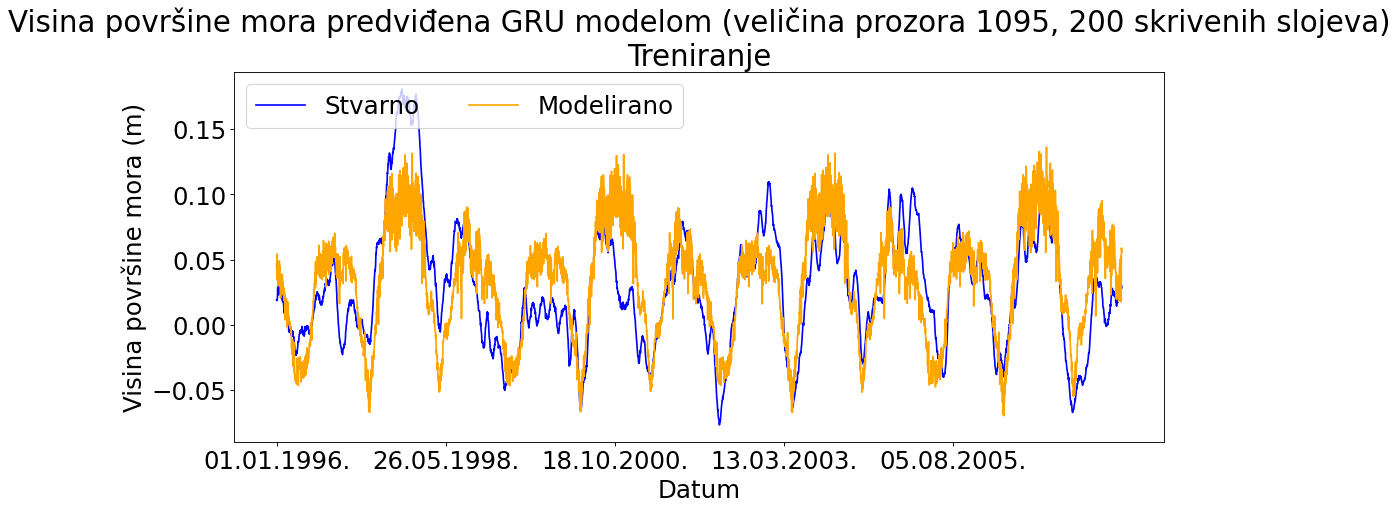 Visina površine mora predviđena GRU modelom (veličina prozora 1095, 200 skrivenih slojeva)
Treniranje
Stvarno
Modelirano
Visina površine mora (m)
0.15
0.10
0.05
0.00
−0.05
01.01.1996.
26.05.1998.
18.10.2000.
13.03.2003.
05.08.2005.
Datum